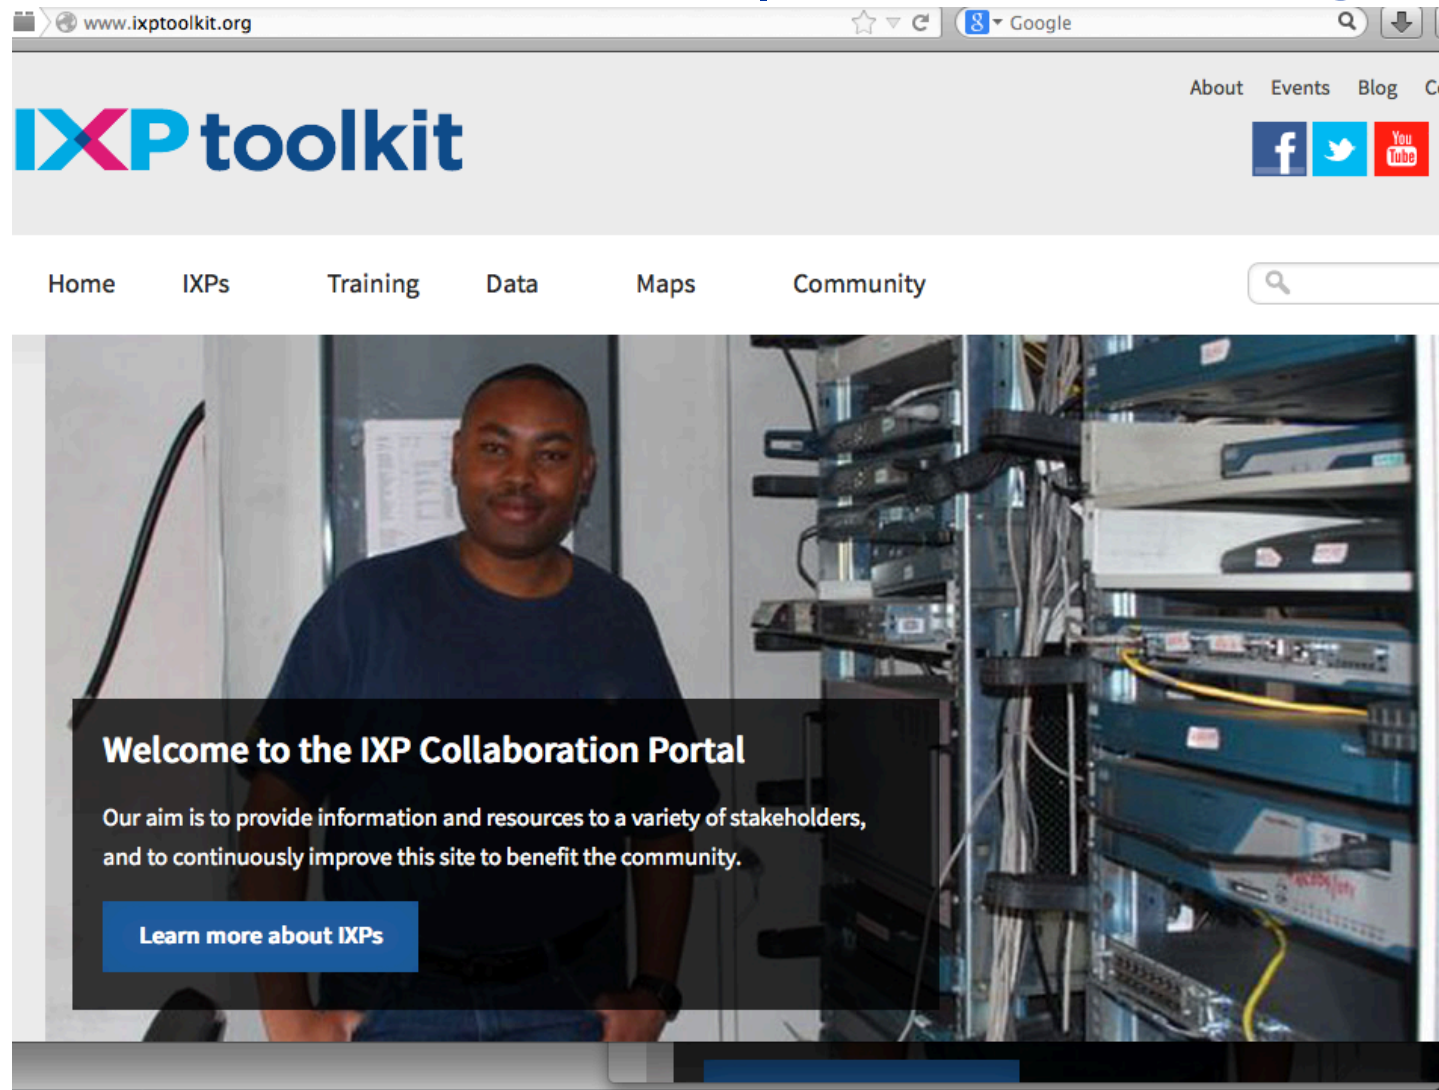 www.ixptoolkit.org
Google
About Events Blog
IXP toolkit
You
Tube
Home IXPs Training Data Maps Community
Welcome to the IXP Collaboration Portal
Our aim is to provide information and resources to a variety of stakeholders,
and to continuously improve this site to benefit the community.
Learn more about IXPs